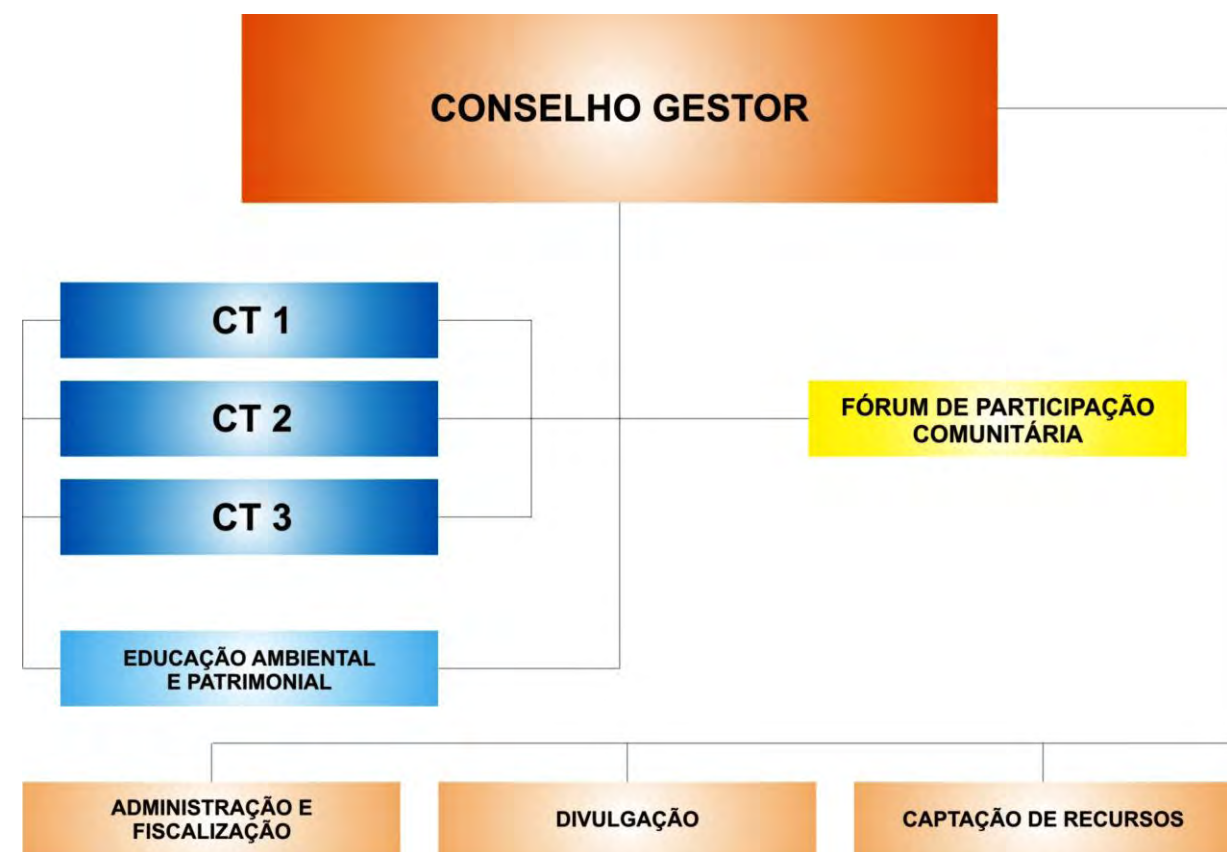 CONSELHO GESTOR
CT 1
CT 2
CT 3
FÓRUM DE PARTICIPAÇÃO
COMUNITÁRIA
EDUCAÇÃO AMBIENTAL
E PATRIMONIAL
ADMINISTRAÇÃO E
FISCALIZAÇÃO
DIVULGAÇÃO
CAPTAÇÃO DE RECURSOS